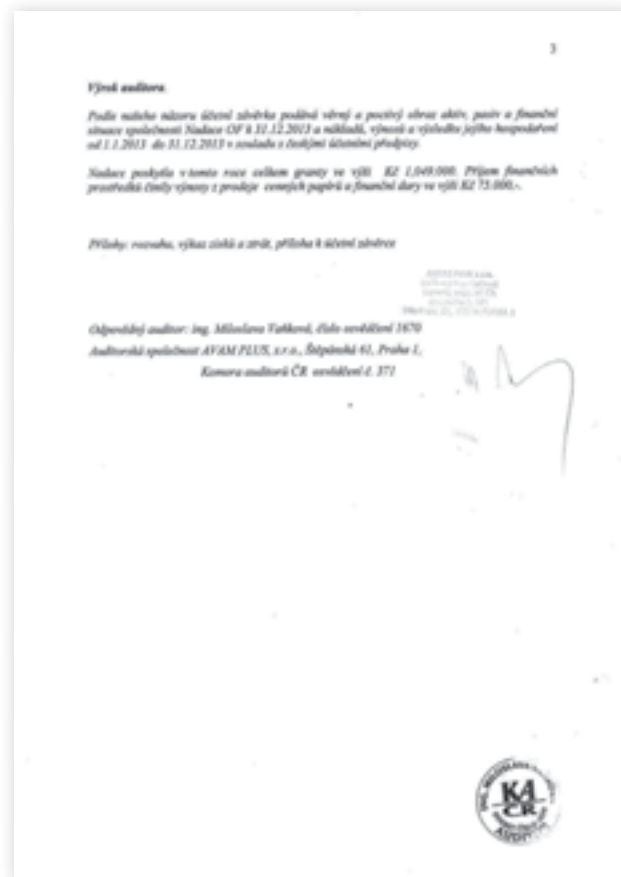 3
Výrok auditora.
Podle našeho názoru účetní závěrka podává věrný a poctivý obraz aktiv, pasiv a finanční
situace společnosti Nadace OF k 31.12.2013 a nákladů, výnosů a výsledku jejího hospodaření
od 1.1.2013 do 31.12.2013 v souladu s českými účetními předpisy.
Nadace poskytla v tomto roce celkem granty ve výši Kč 1,049.000. Příjem finančních
prostředků činily výnosy z prodeje cenných papírů a finanční dary ve výši Kč 75.000,-.
Přílohy: rozvaha, výkaz zisků a ztrát, příloha k účetní závěrce
Odpovědný auditor: ing. Miloslava Vaňková, číslo osvědčení 1670
Auditorská společnost AVAM PLUS, s.r.o., Štěpánská 61, Praha 1,
Komora auditorů ČR osvědčení č. 371
ING. MILOSLAVA
KA
ČR